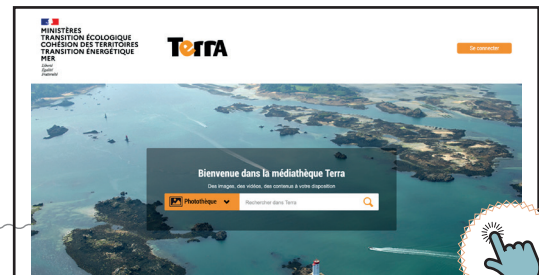 MINISTÈRES
TRANSITION ÉCOLOGIQUE
COHÉSION DES TERRITOIRES
TRANSITION ÉNERGÉTIQUE
MER
Liberté
Égalité
Fraternité
TerrA
Se connecter
Bienvenue dans la médiathèque Terra
Des images, des vidéos, des contenus à votre disposition
Photothèque
Rechercher dans Terra